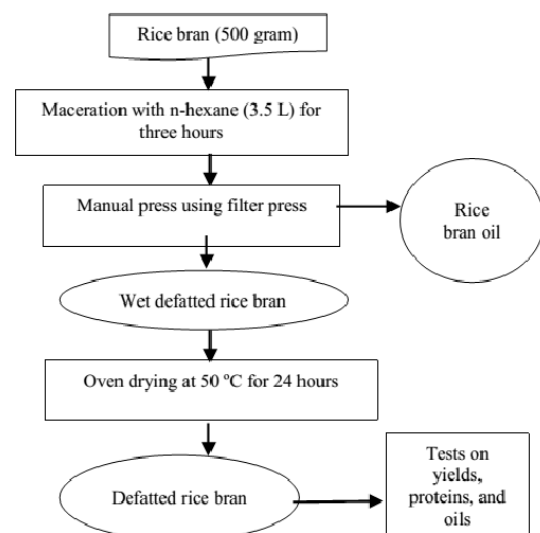 Rice bran (500 gram)
Maceration with n-hexane (3.5 L) for
three hours
Manual press using filter press
Rice
bran oil
Wet defatted rice bran
Oven drying at 50 ºC for 24 hours
Defatted rice bran
Tests on
yields,
proteins, and
oils